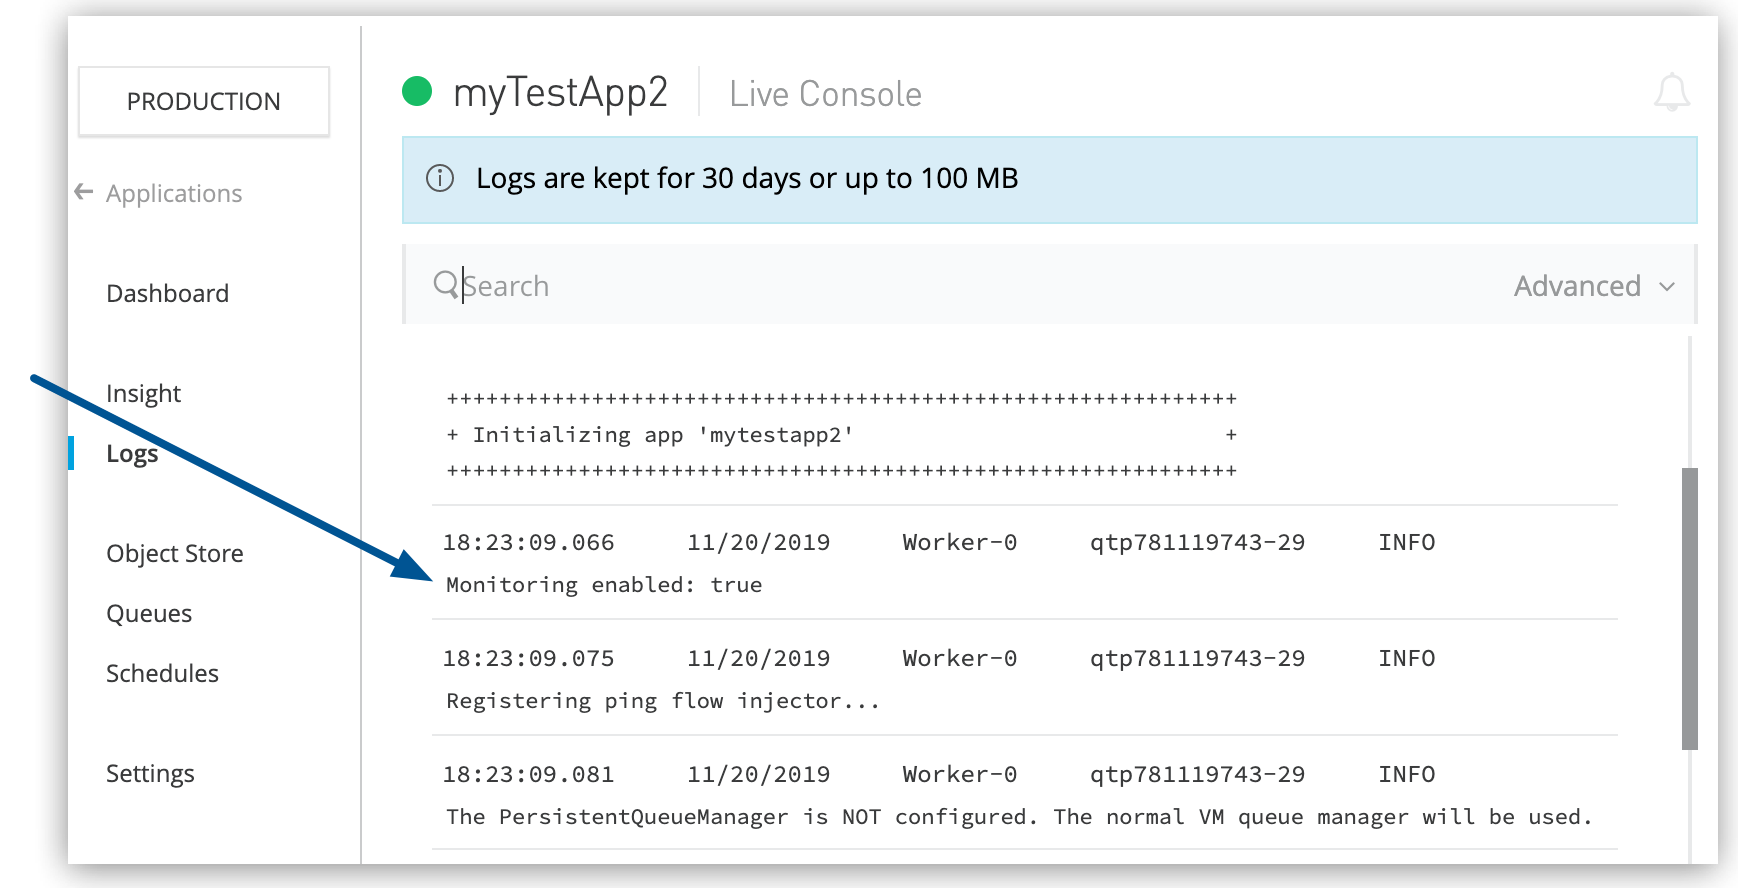 PRODUCTION
Applications
Dashboard
Insight
Logs
Object Store
Queues
Schedules
Settings
myTestApp2 Live Console
Logs are kept for 30 days or up to 100 MB
Search Advanced
++++++++++++++++++++++++++++++++++++++++++++++++++++++++++++
+ Initializing app 'mytestapp2' +
++++++++++++++++++++++++++++++++++++++++++++++++++++++++++++
18:23:09.066 11/20/2019 Worker-0 qtp781119743-29 INFO
Monitoring enabled: true
18:23:09.075 11/20/2019 Worker-0 qtp781119743-29 INFO
Registering ping flow injector...
18:23:09.081 11/20/2019 Worker-0 qtp781119743-29 INFO
The PersistentQueueManager is NOT configured. The normal VM queue manager will be used.